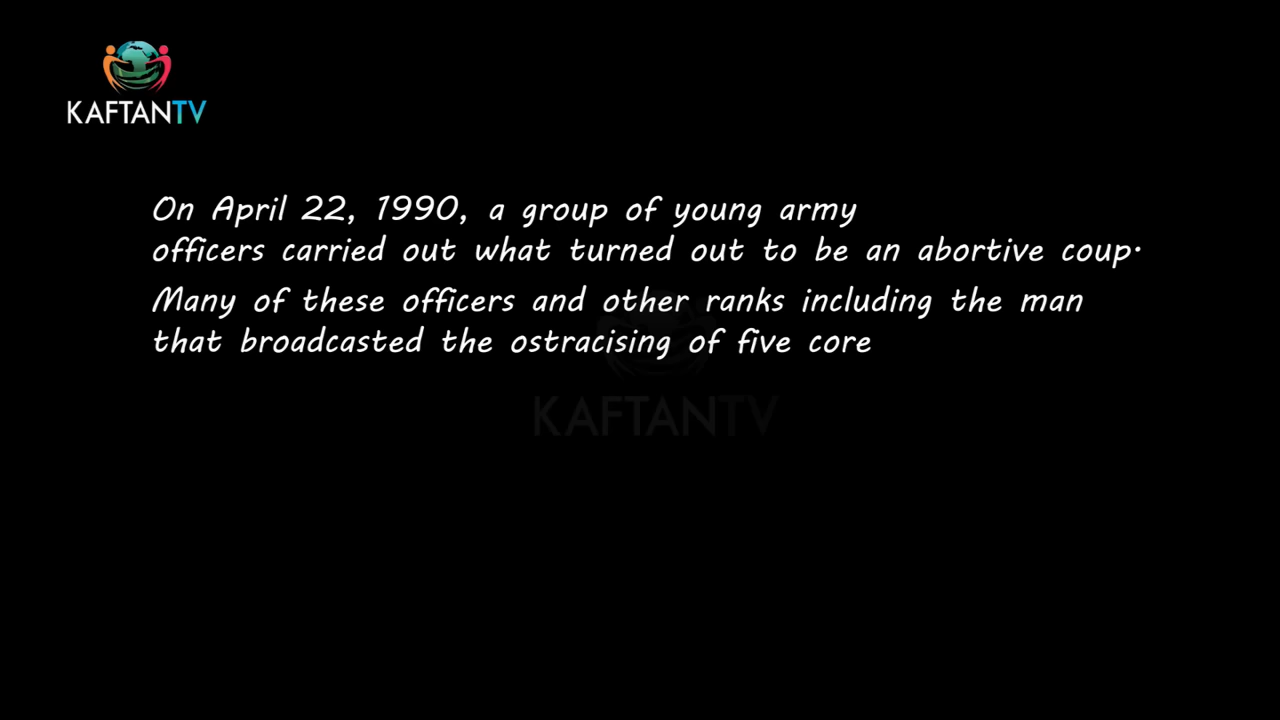 KAFTANTV
On April 22, 1990, a group of young army
officers carried out what turned out to be an abortive coup.
Many of these officers and other ranks including the man
that broadcasted the ostracising of five core
KAFTANTV